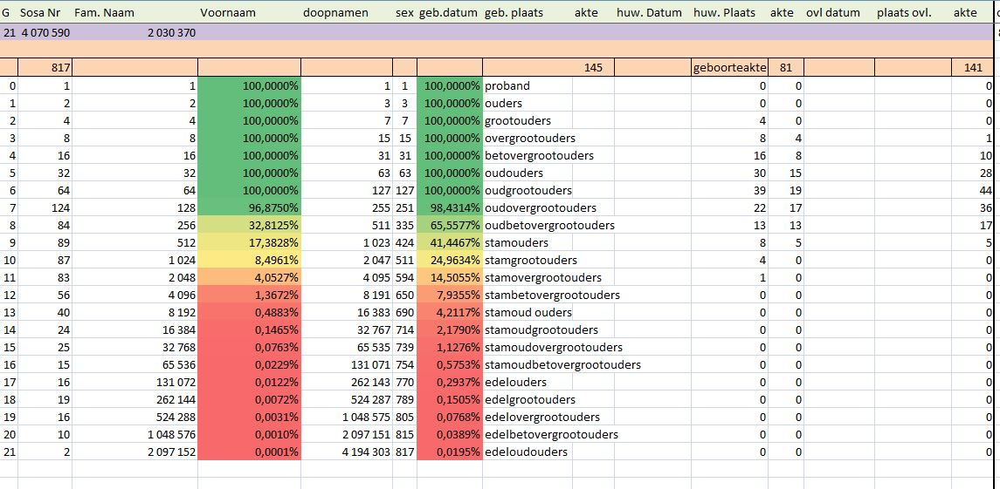 G Sosa Nr Fam. Naam Voornaam doopnamen sex geb.datum geb. plaats akte huw. Datum huw. Plaats akte ovl datum plaats ovl. akte
21 4 070 590 2 030 370
817 145 geboorteakte 81 141
0 1 1 100,0000% 1 1 100,0000% proband 0 0 0
1 2 2 100,0000% 3 3 100,0000% ouders 0 0 0
2 4 4 100,0000% 7 7 100,0000% grootouders 4 0 0
3 8 8 100,0000% 15 15 100,0000% overgrootouders 8 4 1
4 16 16 100,0000% 31 31 100,0000% betovergrootouders 16 8 10
5 32 32 100,0000% 63 63 100,0000% oudouders 30 15 28
6 64 64 100,0000% 127 127 100,0000% oudgrootouders 39 19 44
7 124 128 96,8750% 255 251 98,4314% oudovergrootouders 22 17 36
8 84 256 32,8125% 511 335 65,5577% oudbetovergrootouders 13 13 17
9 89 512 17,3828% 1 023 424 41,4467% stamouders 8 5 5
10 87 1 024 8,4961% 2 047 511 24,9634% stamgrootouders 4 0 0
11 83 2 048 4,0527% 4 095 594 14,5055% stamovergrootouders 1 0 0
12 56 4 096 1,3672% 8 191 650 7,9355% stambetovergrootouders 0 0 0
13 40 8 192 0,4883% 16 383 690 4,2117% stamoud ouders 0 0 0
14 24 16 384 0,1465% 32 767 714 2,1790% stamoudgrootouders 0 0 0
15 25 32 768 0,0763% 65 535 739 1,1276% stamoudovergrootouders 0 0 0
16 15 65 536 0,0229% 131 071 754 0,5753% stamoudbetovergrootouders 0 0 0
17 16 131 072 0,0122% 262 143 770 0,2937% edelouders 0 0 0
18 19 262 144 0,0072% 524 287 789 0,1505% edelgrootouders 0 0 0
19 16 524 288 0,0031% 1 048 575 805 0,0768% edelovergrootouders 0 0 0
20 10 1 048 576 0,0010% 2 097 151 815 0,0389% edelbetovergrootouders 0 0 0
21 2 2 097 152 0,0001% 4 194 303 817 0,0195% edeloudouders 0 0 0